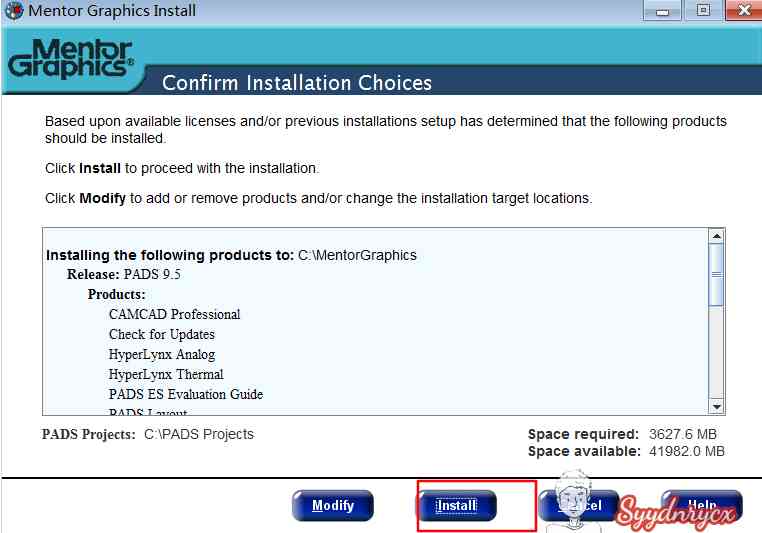 Mentor Graphics Install
Mentor
Graphics®
Confirm Installation Choices
Based upon available licenses and/or previous installations setup has determined that the following products
should be installed.
Click Install to proceed with the installation.
Click Modify to add or remove products and/or change the installation target locations.
Installing the following products to: C:\MentorGraphics
Release: PADS 9.5
Products:
CAMCAD Professional
Check for Updates
HyperLynx Analog
HyperLynx Thermal
PADS ES Evaluation Guide
PADS Layout
PADS Projects: C:\PADS Projects
Space required: 3627.6 MB
Space available: 41982.0 MB
Modify Install Cancel Help
Syydnrycx